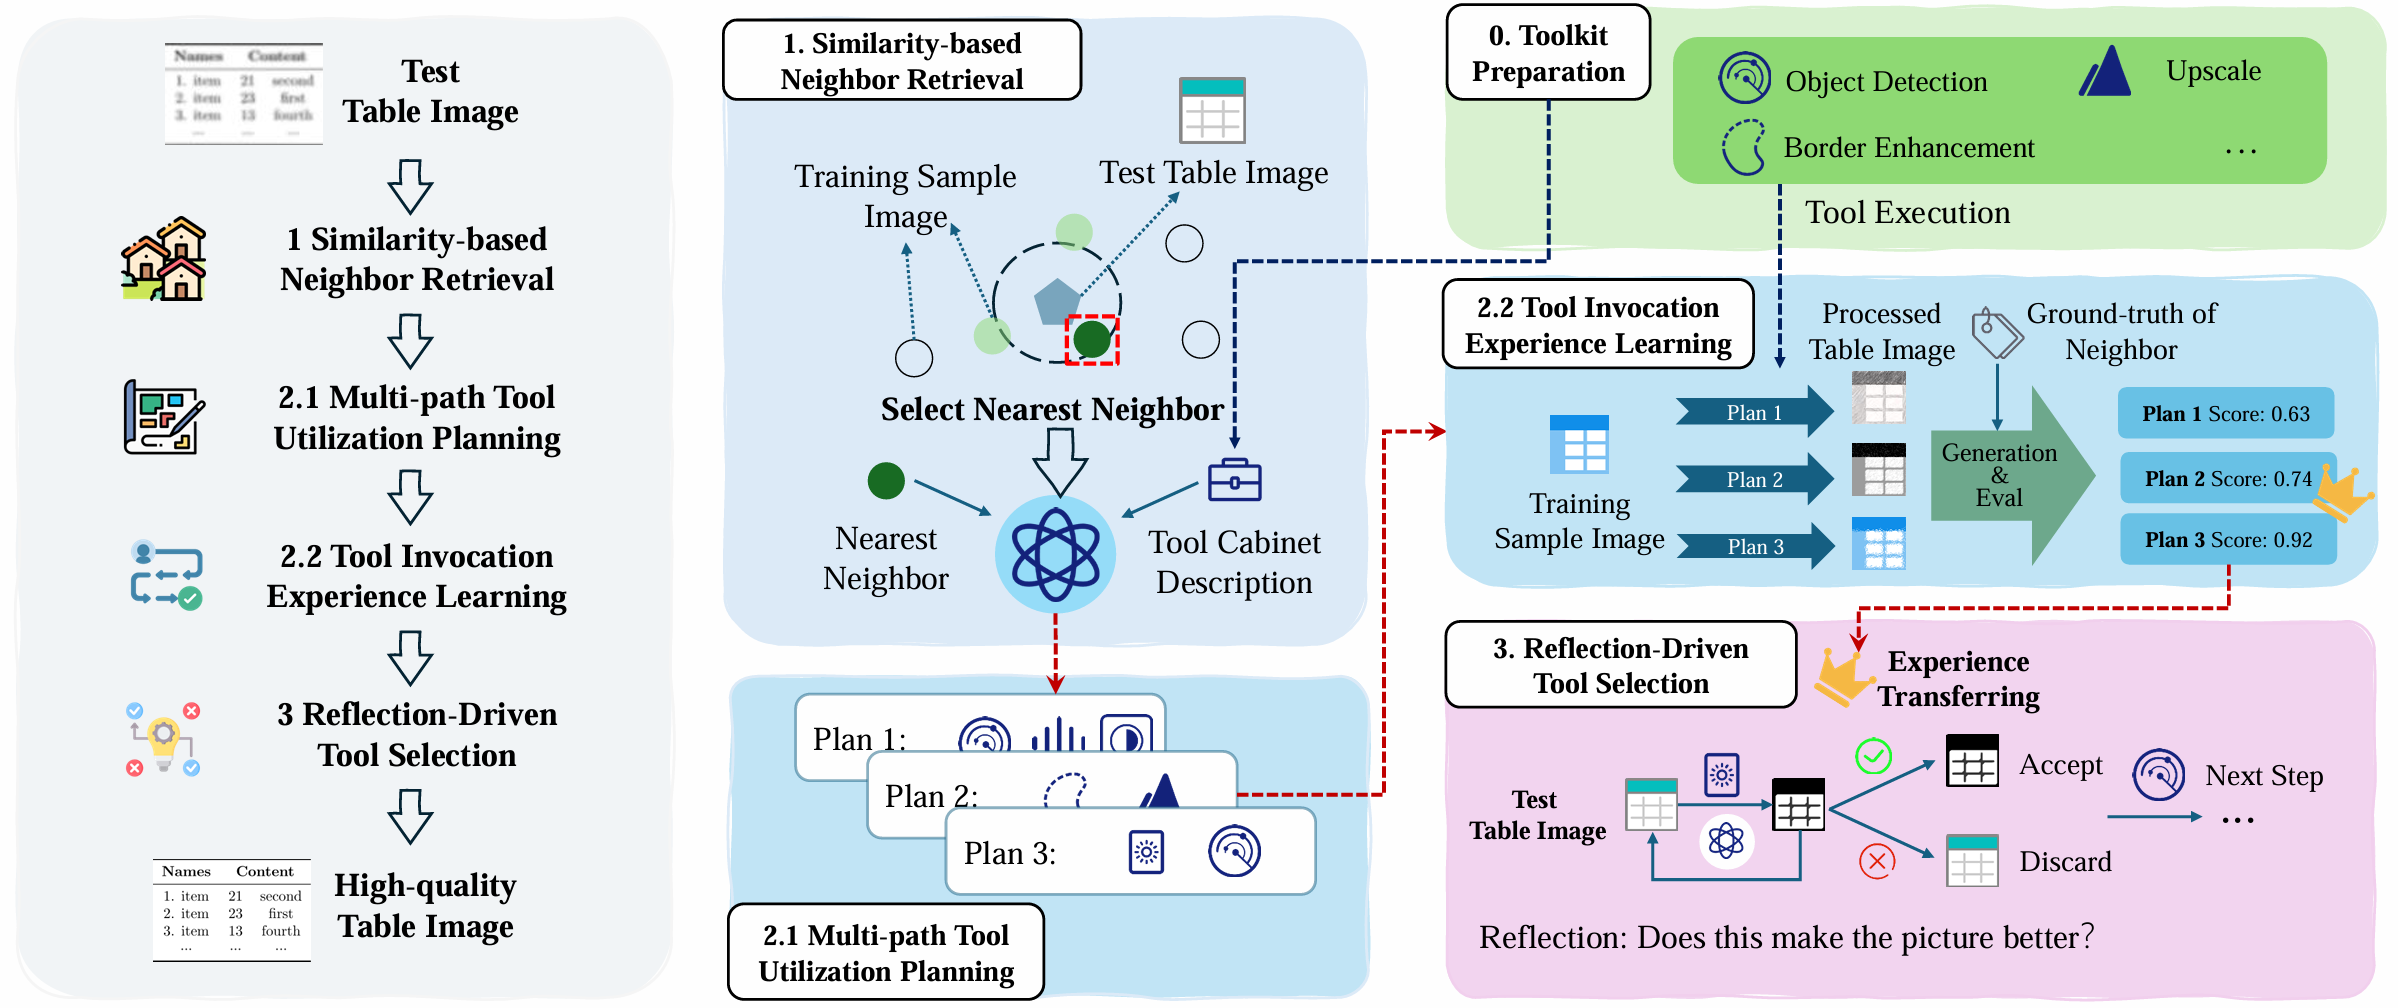 Names Content
1. item 21 second
2. item 23 first
3. item 13 fourth
... ... ...
Test
Table Image
1 Similarity-based
Neighbor Retrieval
2.1 Multi-path Tool
Utilization Planning
2.2 Tool Invocation
Experience Learning
3 Reflection-Driven
Tool Selection
Names Content
1. item 21 second
2. item 23 first
3. item 13 fourth
... ... ...
High-quality
Table Image
1. Similarity-based
Neighbor Retrieval
Training Sample
Image
Test Table Image
Select Nearest Neighbor
Nearest
Neighbor
Tool Cabinet
Description
Plan 1:
Plan 2:
Plan 3:
2.1 Multi-path Tool
Utilization Planning
0. Toolkit
Preparation
Object Detection
Upscale
Border Enhancement
...
Tool Execution
2.2 Tool Invocation
Experience Learning
Processed
Table Image
Ground-truth of
Neighbor
Training
Sample Image
Plan 1
Plan 2
Plan 3
Generation
&
Eval
Plan 1 Score: 0.63
Plan 2 Score: 0.74
Plan 3 Score: 0.92
3. Reflection-Driven
Tool Selection
Experience
Transferring
Test
Table Image
Accept
Discard
Next Step
...
Reflection: Does this make the picture better?